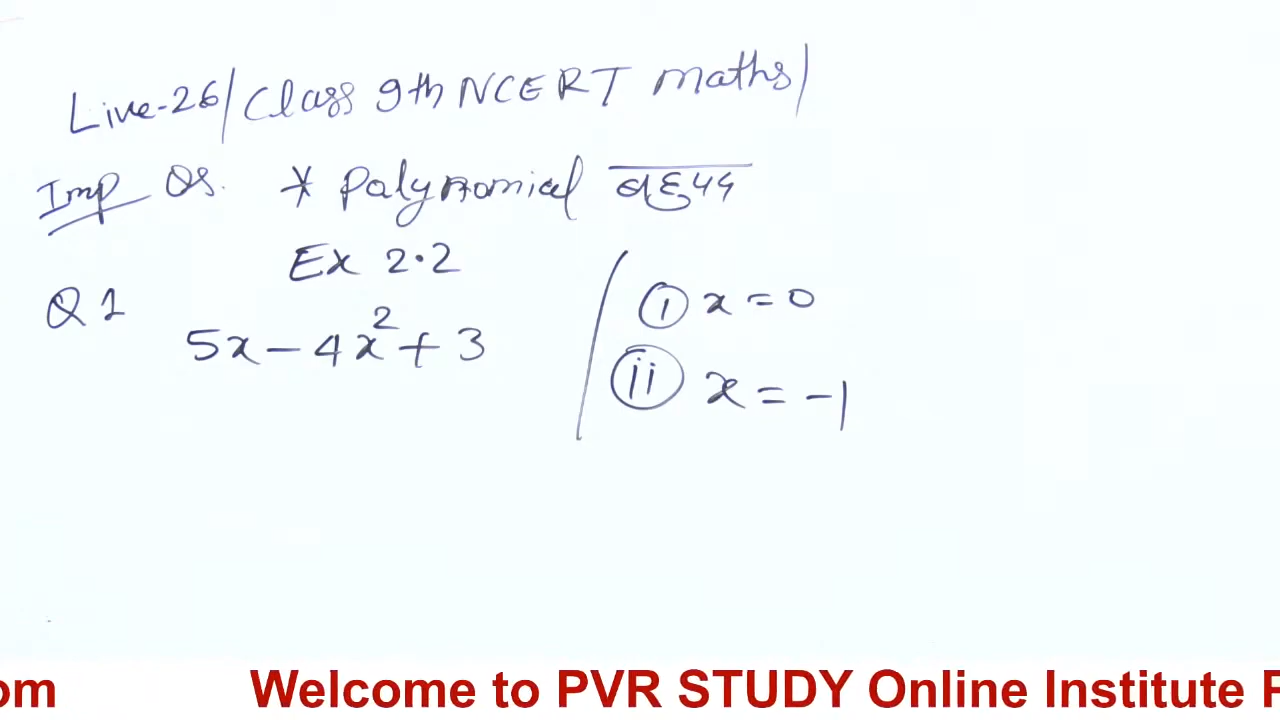 Live-26/Class 9th NCERT maths/
Imp Qs. * Polynomial बहुपद
Ex 2.2
Q 1
5x - 4x² + 3
(i) x = 0
(ii) x = -1
om Welcome to PVR STUDY Online Institute P